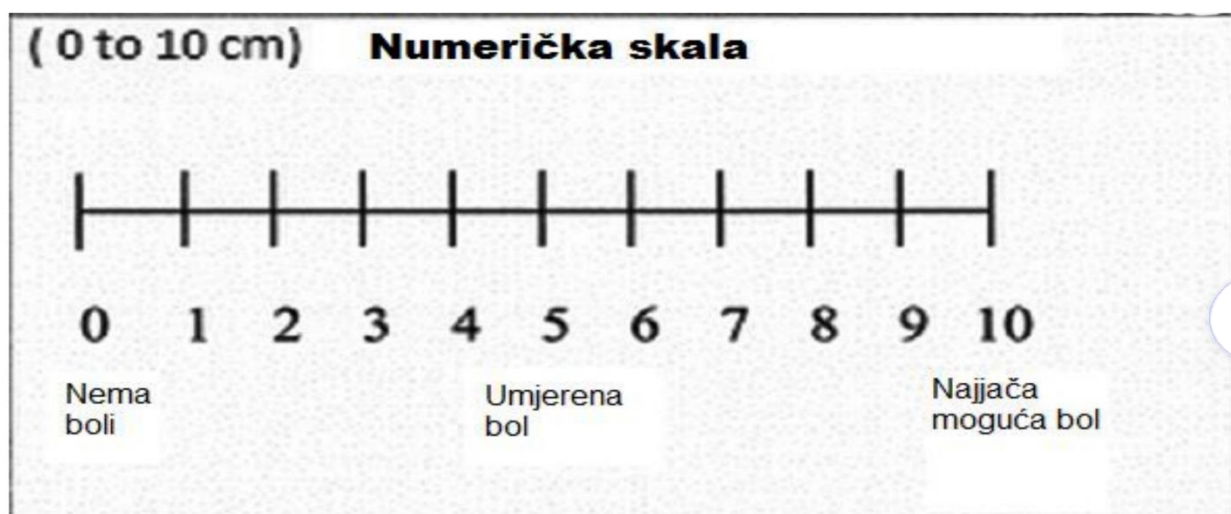 ( 0 to 10 cm) Numerička skala
0 1 2 3 4 5 6 7 8 9 10
Nema
boli
Umjerena
bol
Najjača
moguća bol